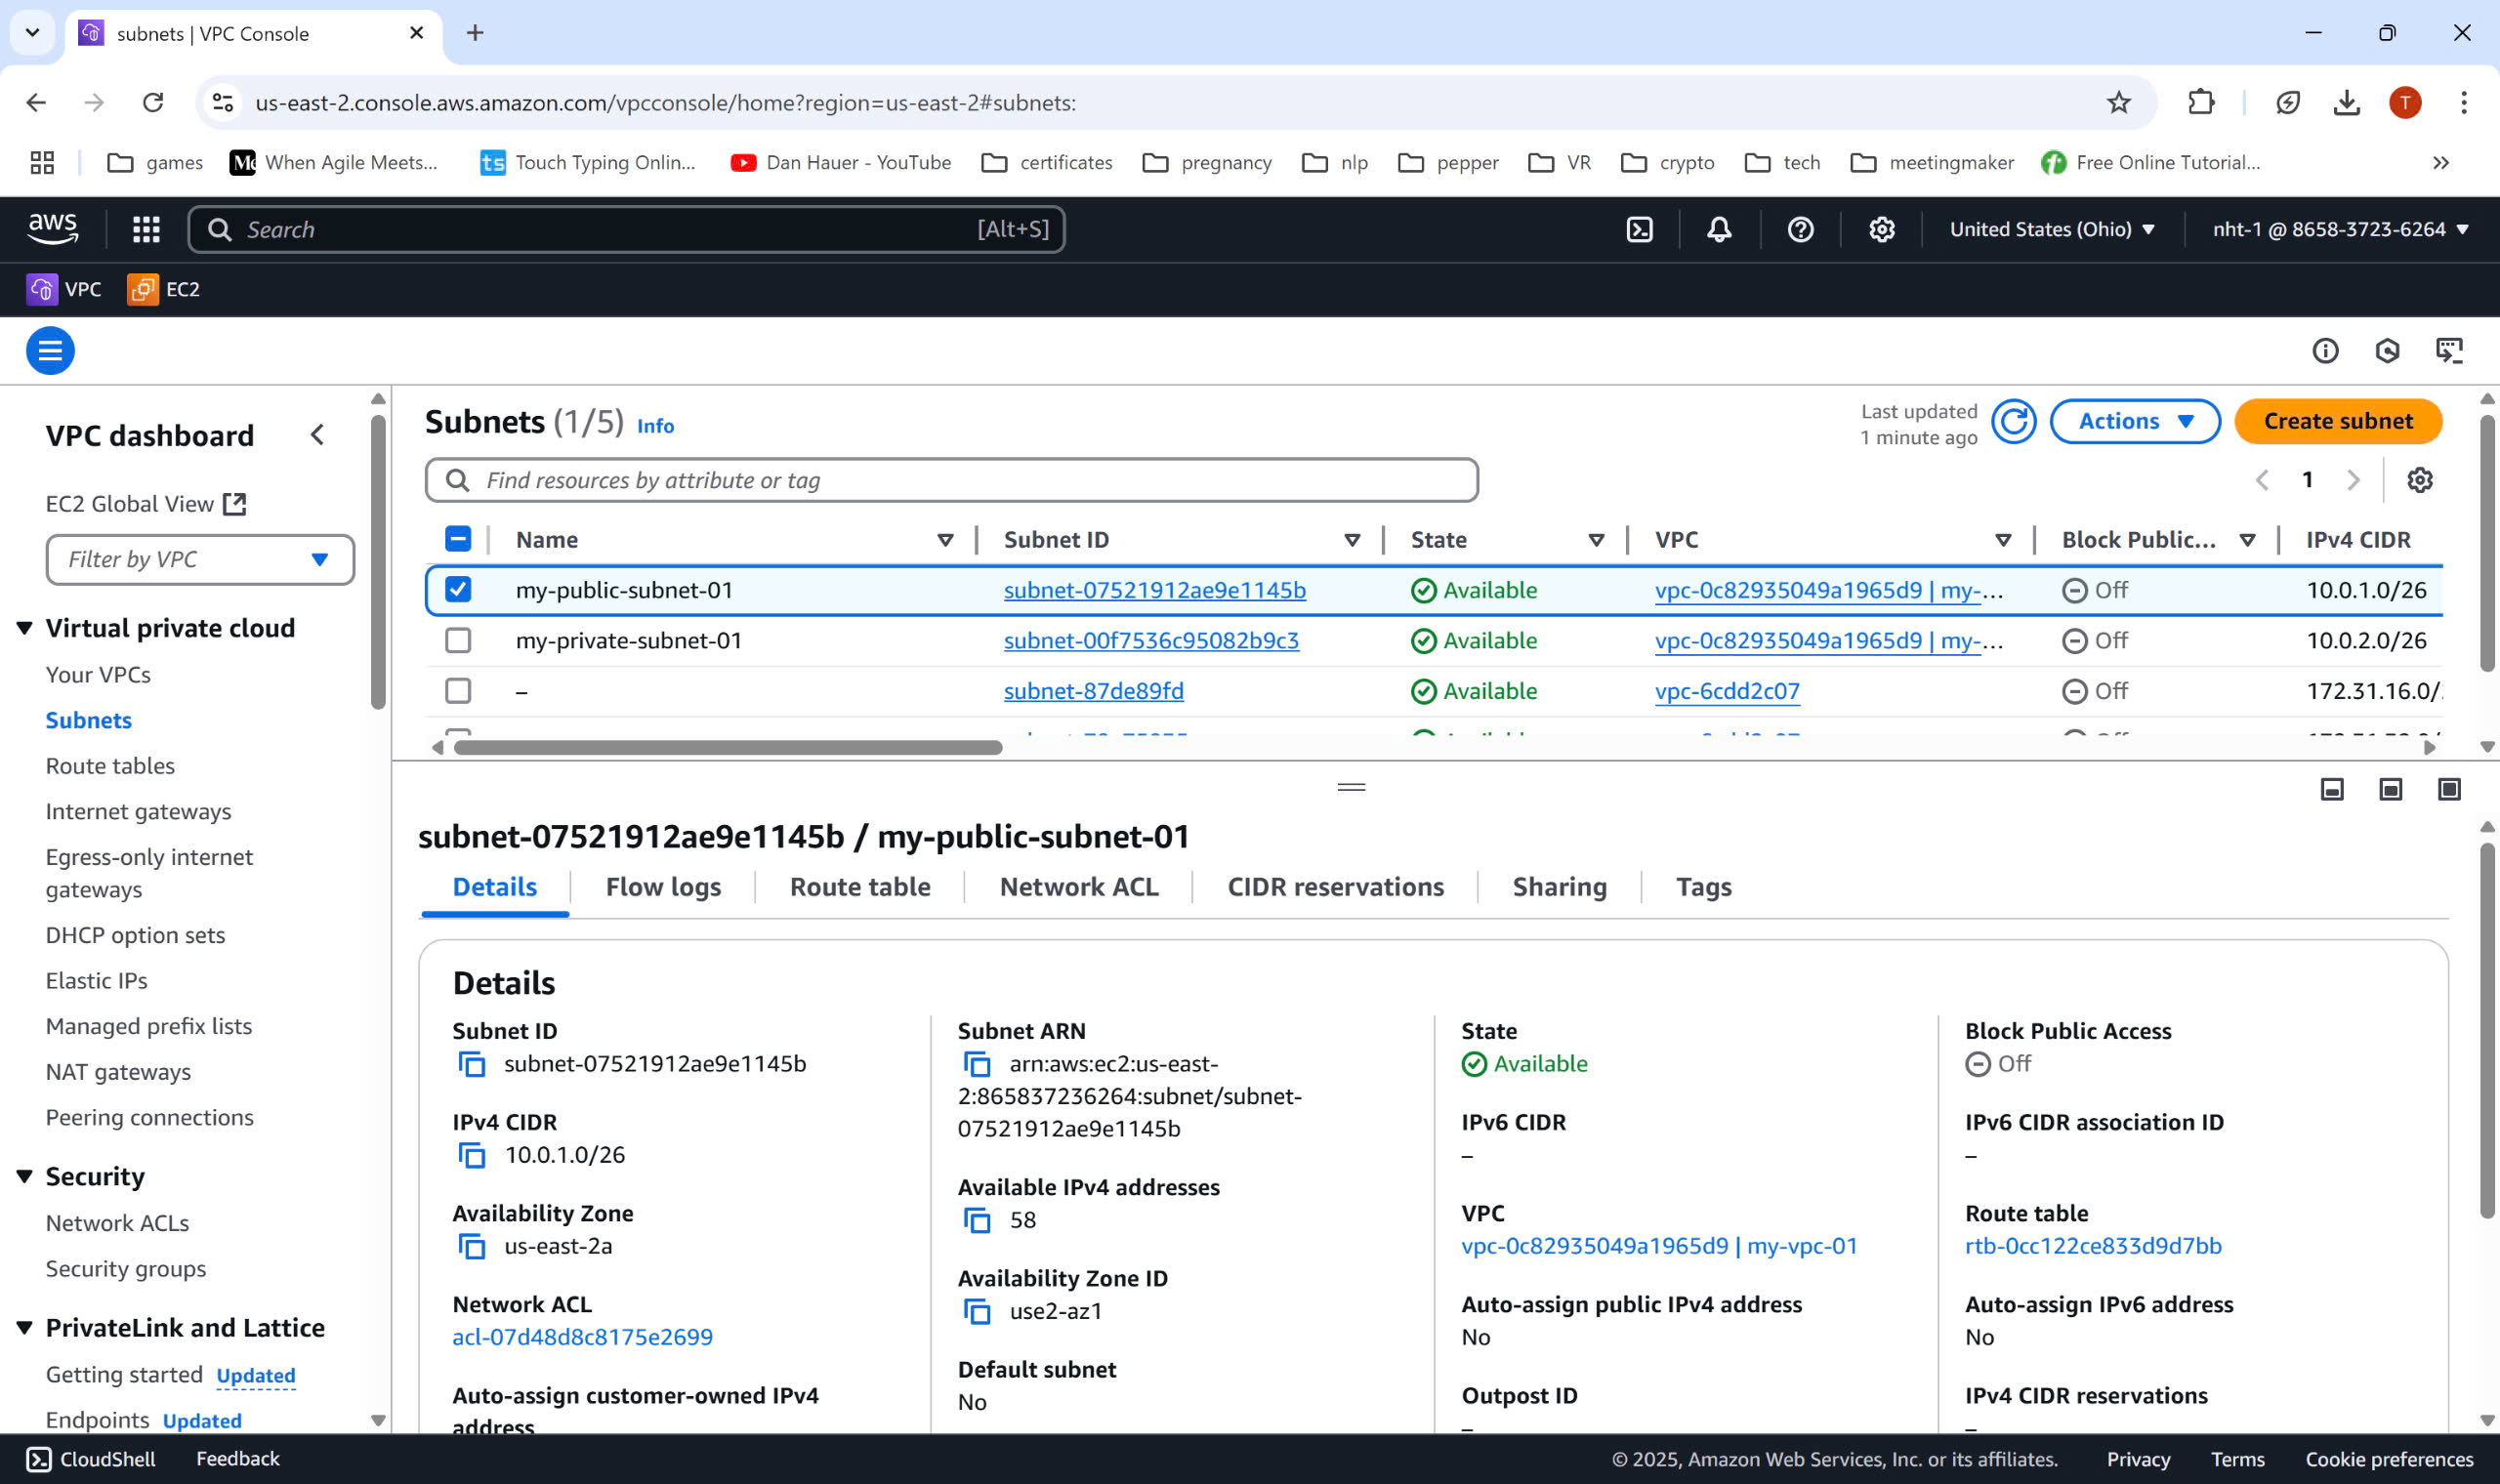 subnets | VPC Console
us-east-2.console.aws.amazon.com/vpcconsole/home?region=us-east-2#subnets:
T
games
When Agile Meets...
Touch Typing Onlin...
Dan Hauer - YouTube
certificates
pregnancy
nlp
pepper
VR
crypto
tech
meetingmaker
Free Online Tutorial...
aws
Search
[Alt+S]
United States (Ohio)
nht-1 @ 8658-3723-6264
VPC
EC2
VPC dashboard
EC2 Global View
Filter by VPC
Virtual private cloud
Your VPCs
Subnets
Route tables
Internet gateways
Egress-only internet
gateways
DHCP option sets
Elastic IPs
Managed prefix lists
NAT gateways
Peering connections
Security
Network ACLs
Security groups
PrivateLink and Lattice
Getting started Updated
Endpoints Updated
Subnets (1/5) Info
Last updated
1 minute ago
Actions
Create subnet
Find resources by attribute or tag
1
Name Subnet ID State VPC Block Public... IPv4 CIDR
my-public-subnet-01 subnet-07521912ae9e1145b Available vpc-0c82935049a1965d9 | my-... Off 10.0.1.0/26
my-private-subnet-01 subnet-00f7536c95082b9c3 Available vpc-0c82935049a1965d9 | my-... Off 10.0.2.0/26
– subnet-87de89fd Available vpc-6cdd2c07 Off 172.31.16.0/
subnet-07521912ae9e1145b / my-public-subnet-01
Details Flow logs Route table Network ACL CIDR reservations Sharing Tags
Details
Subnet ID
subnet-07521912ae9e1145b
IPv4 CIDR
10.0.1.0/26
Availability Zone
us-east-2a
Network ACL
acl-07d48d8c8175e2699
Auto-assign customer-owned IPv4
address
Subnet ARN
arn:aws:ec2:us-east-
2:865837236264:subnet/subnet-
07521912ae9e1145b
Available IPv4 addresses
58
Availability Zone ID
use2-az1
Default subnet
No
State
Available
IPv6 CIDR
–
VPC
vpc-0c82935049a1965d9 | my-vpc-01
Auto-assign public IPv4 address
No
Outpost ID
–
Block Public Access
Off
IPv6 CIDR association ID
–
Route table
rtb-0cc122ce833d9d7bb
Auto-assign IPv6 address
No
IPv4 CIDR reservations
–
CloudShell
Feedback
© 2025, Amazon Web Services, Inc. or its affiliates.
Privacy
Terms
Cookie preferences